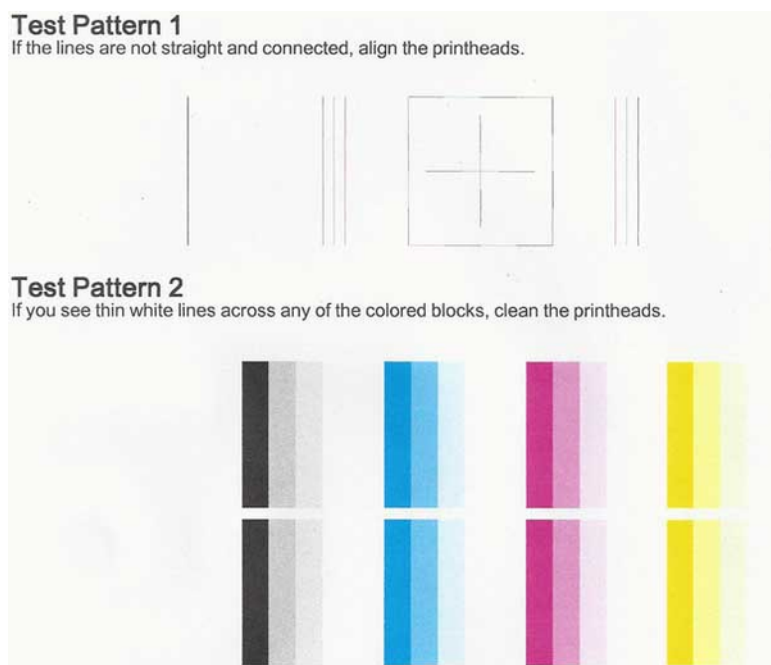 Test Pattern 1
If the lines are not straight and connected, align the printheads.
Test Pattern 2
If you see thin white lines across any of the colored blocks, clean the printheads.